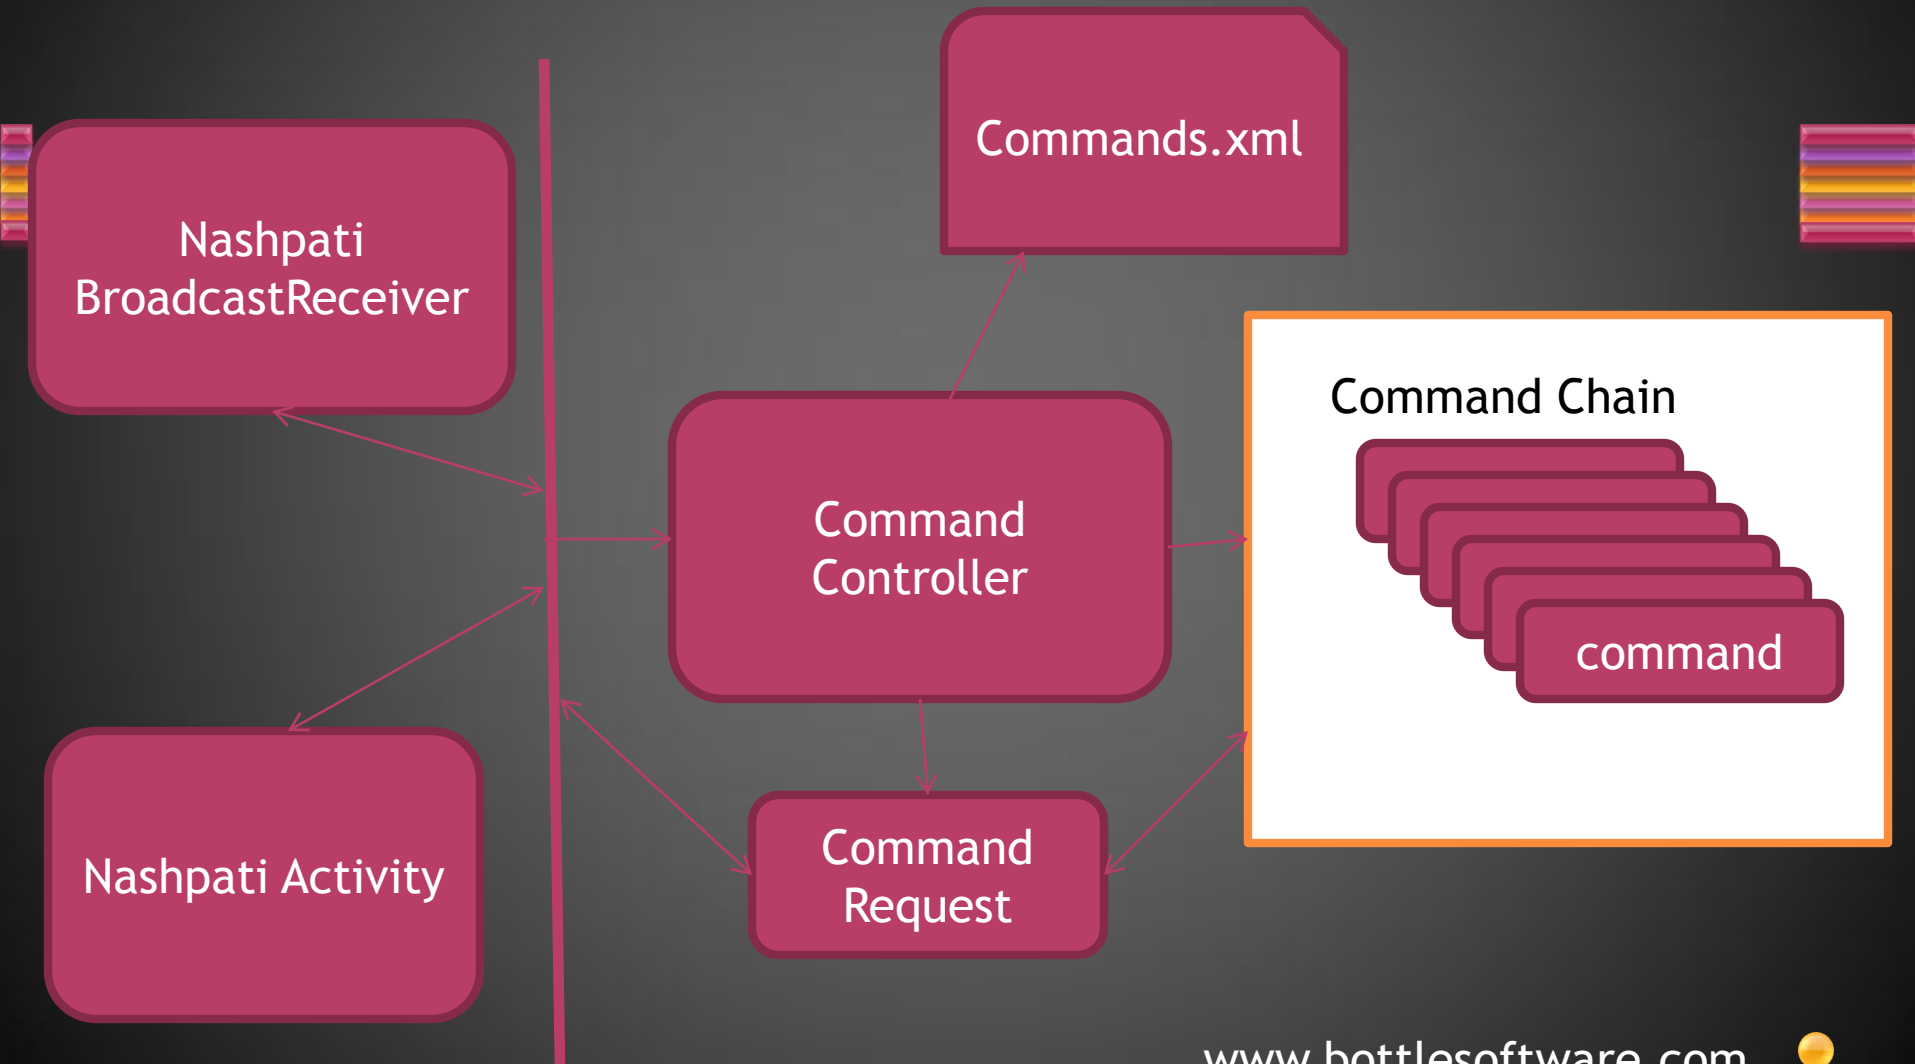 Commands.xml
Nashpati
BroadcastReceiver
Command Chain
Command
Controller
command
Command
Request
Nashpati Activity
www.bottlesoftware.com